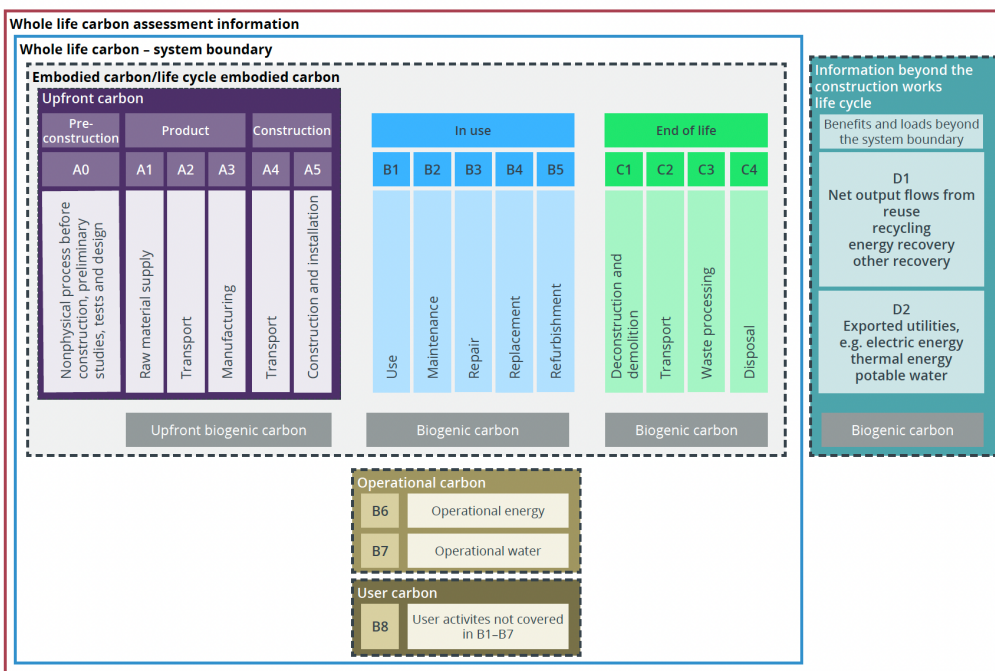 Whole life carbon assessment information
Whole life carbon – system boundary
Embodied carbon/life cycle embodied carbon
Upfront carbon
Pre-
construction
Product
Construction
In use
End of life
A0
A1
A2
A3
A4
A5
B1
B2
B3
B4
B5
C1
C2
C3
C4
Nonphysical process before
construction, preliminary
studies, tests and design
Raw material supply
Transport
Manufacturing
Transport
Construction and installation
Use
Maintenance
Repair
Replacement
Refurbishment
Deconstruction and
demolition
Transport
Waste processing
Disposal
Upfront biogenic carbon
Biogenic carbon
Biogenic carbon
Operational carbon
B6
Operational energy
B7
Operational water
User carbon
B8
User activites not covered
in B1–B7
Information beyond the
construction works
life cycle
Benefits and loads beyond
the system boundary
D1
Net output flows from
reuse
recycling
energy recovery
other recovery
D2
Exported utilities,
e.g. electric energy
thermal energy
potable water
Biogenic carbon